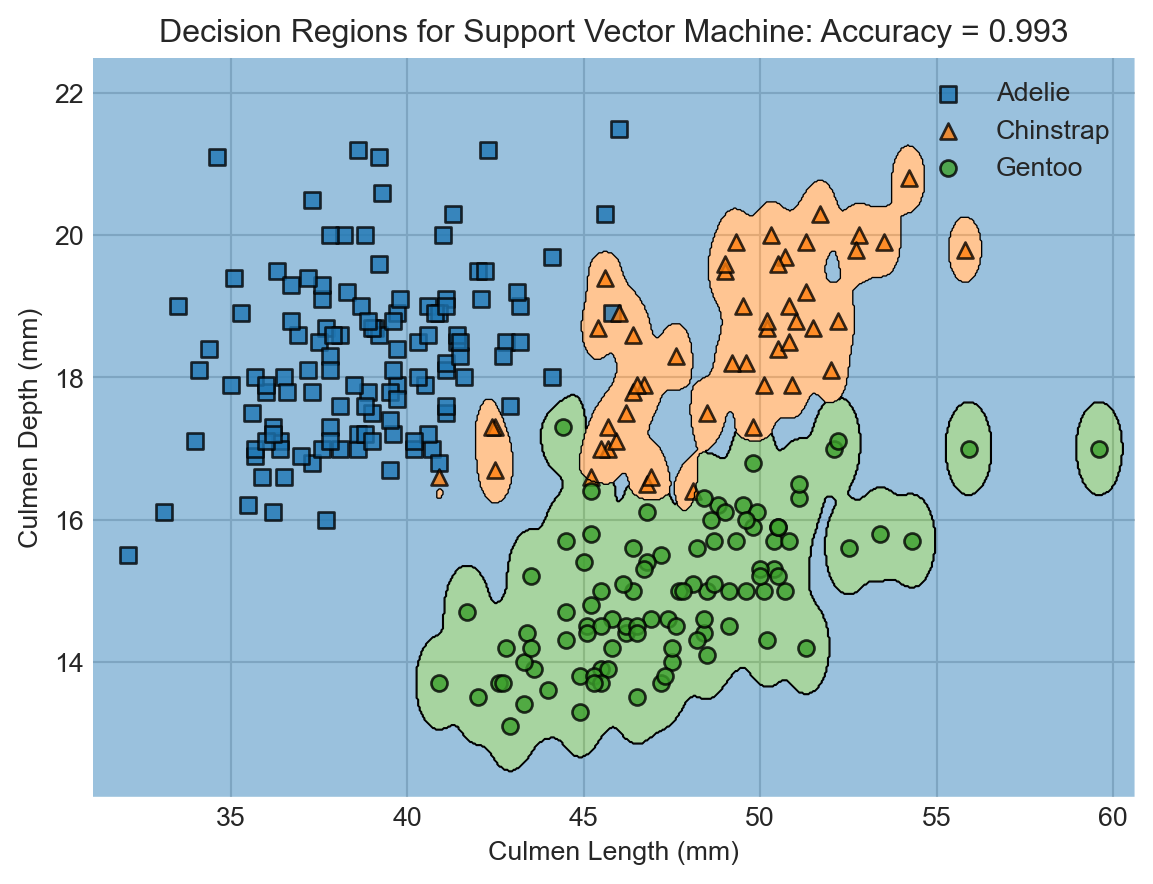 Decision Regions for Support Vector Machine: Accuracy = 0.993
Adelie
Chinstrap
Gentoo
22
20
18
16
14
Culmen Depth (mm)
35 40 45 50 55 60
Culmen Length (mm)